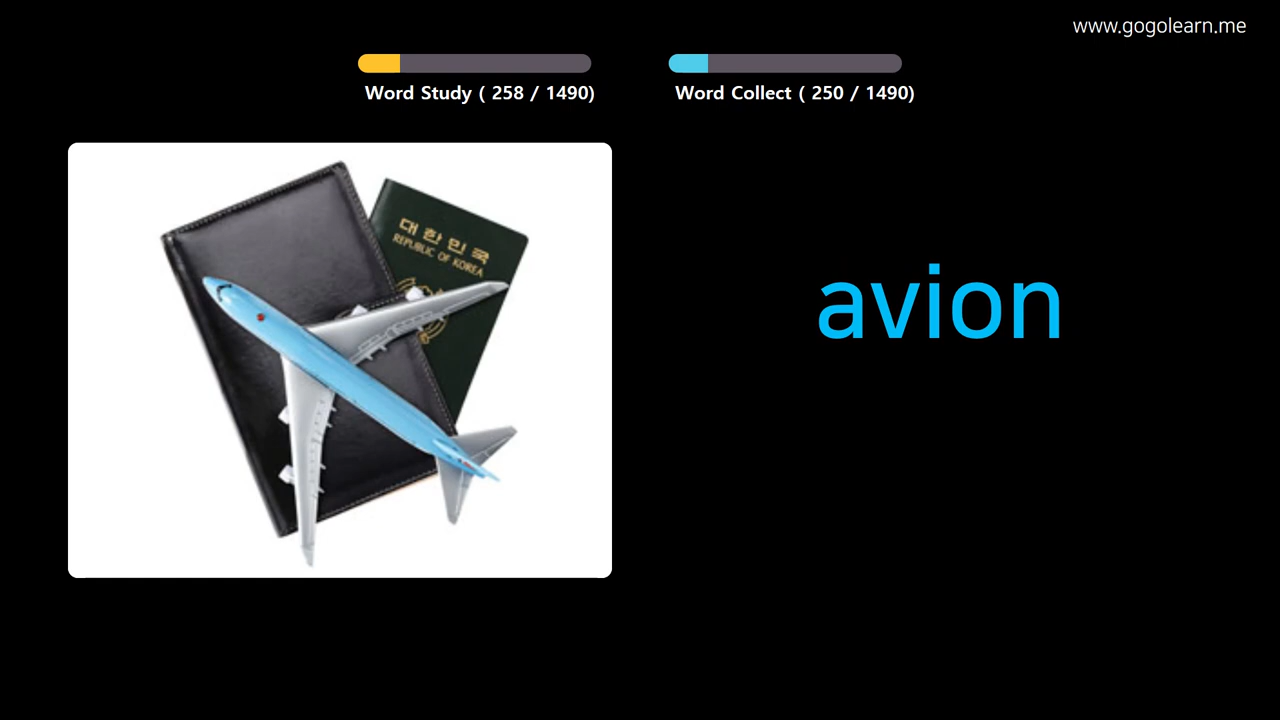 www.gogolearn.me
Word Study ( 258 / 1490)
Word Collect ( 250 / 1490)
대한민국
REPUBLIC OF KOREA
avion